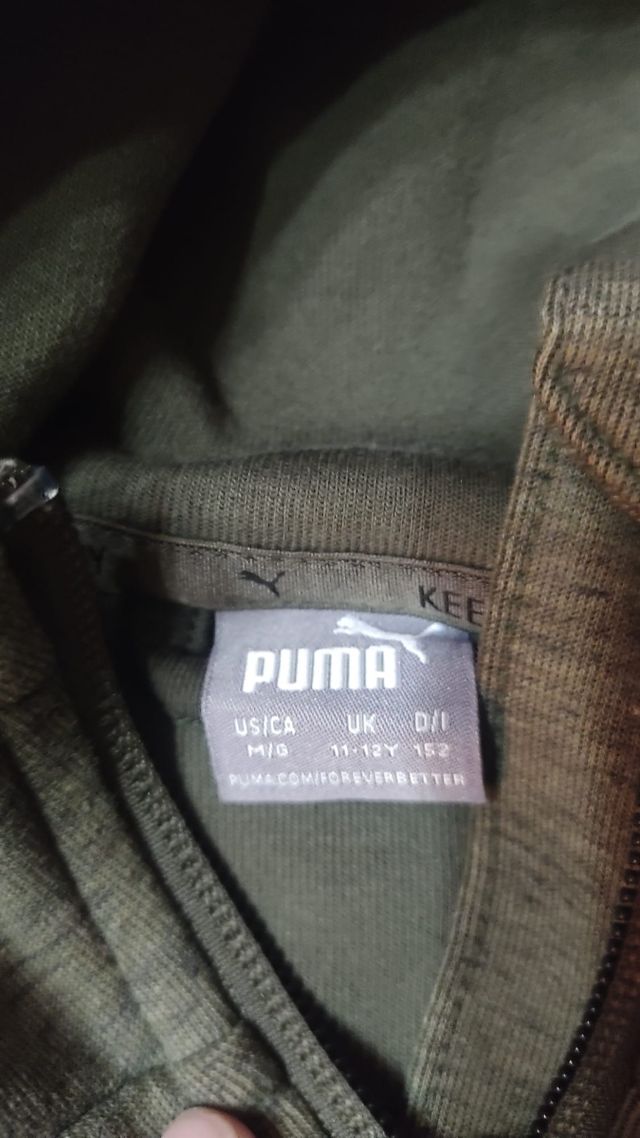 KEE
PUMA
US/CA UK D/I
M/G 11-12Y 152
PUMA.COM/FOREVERBETTER